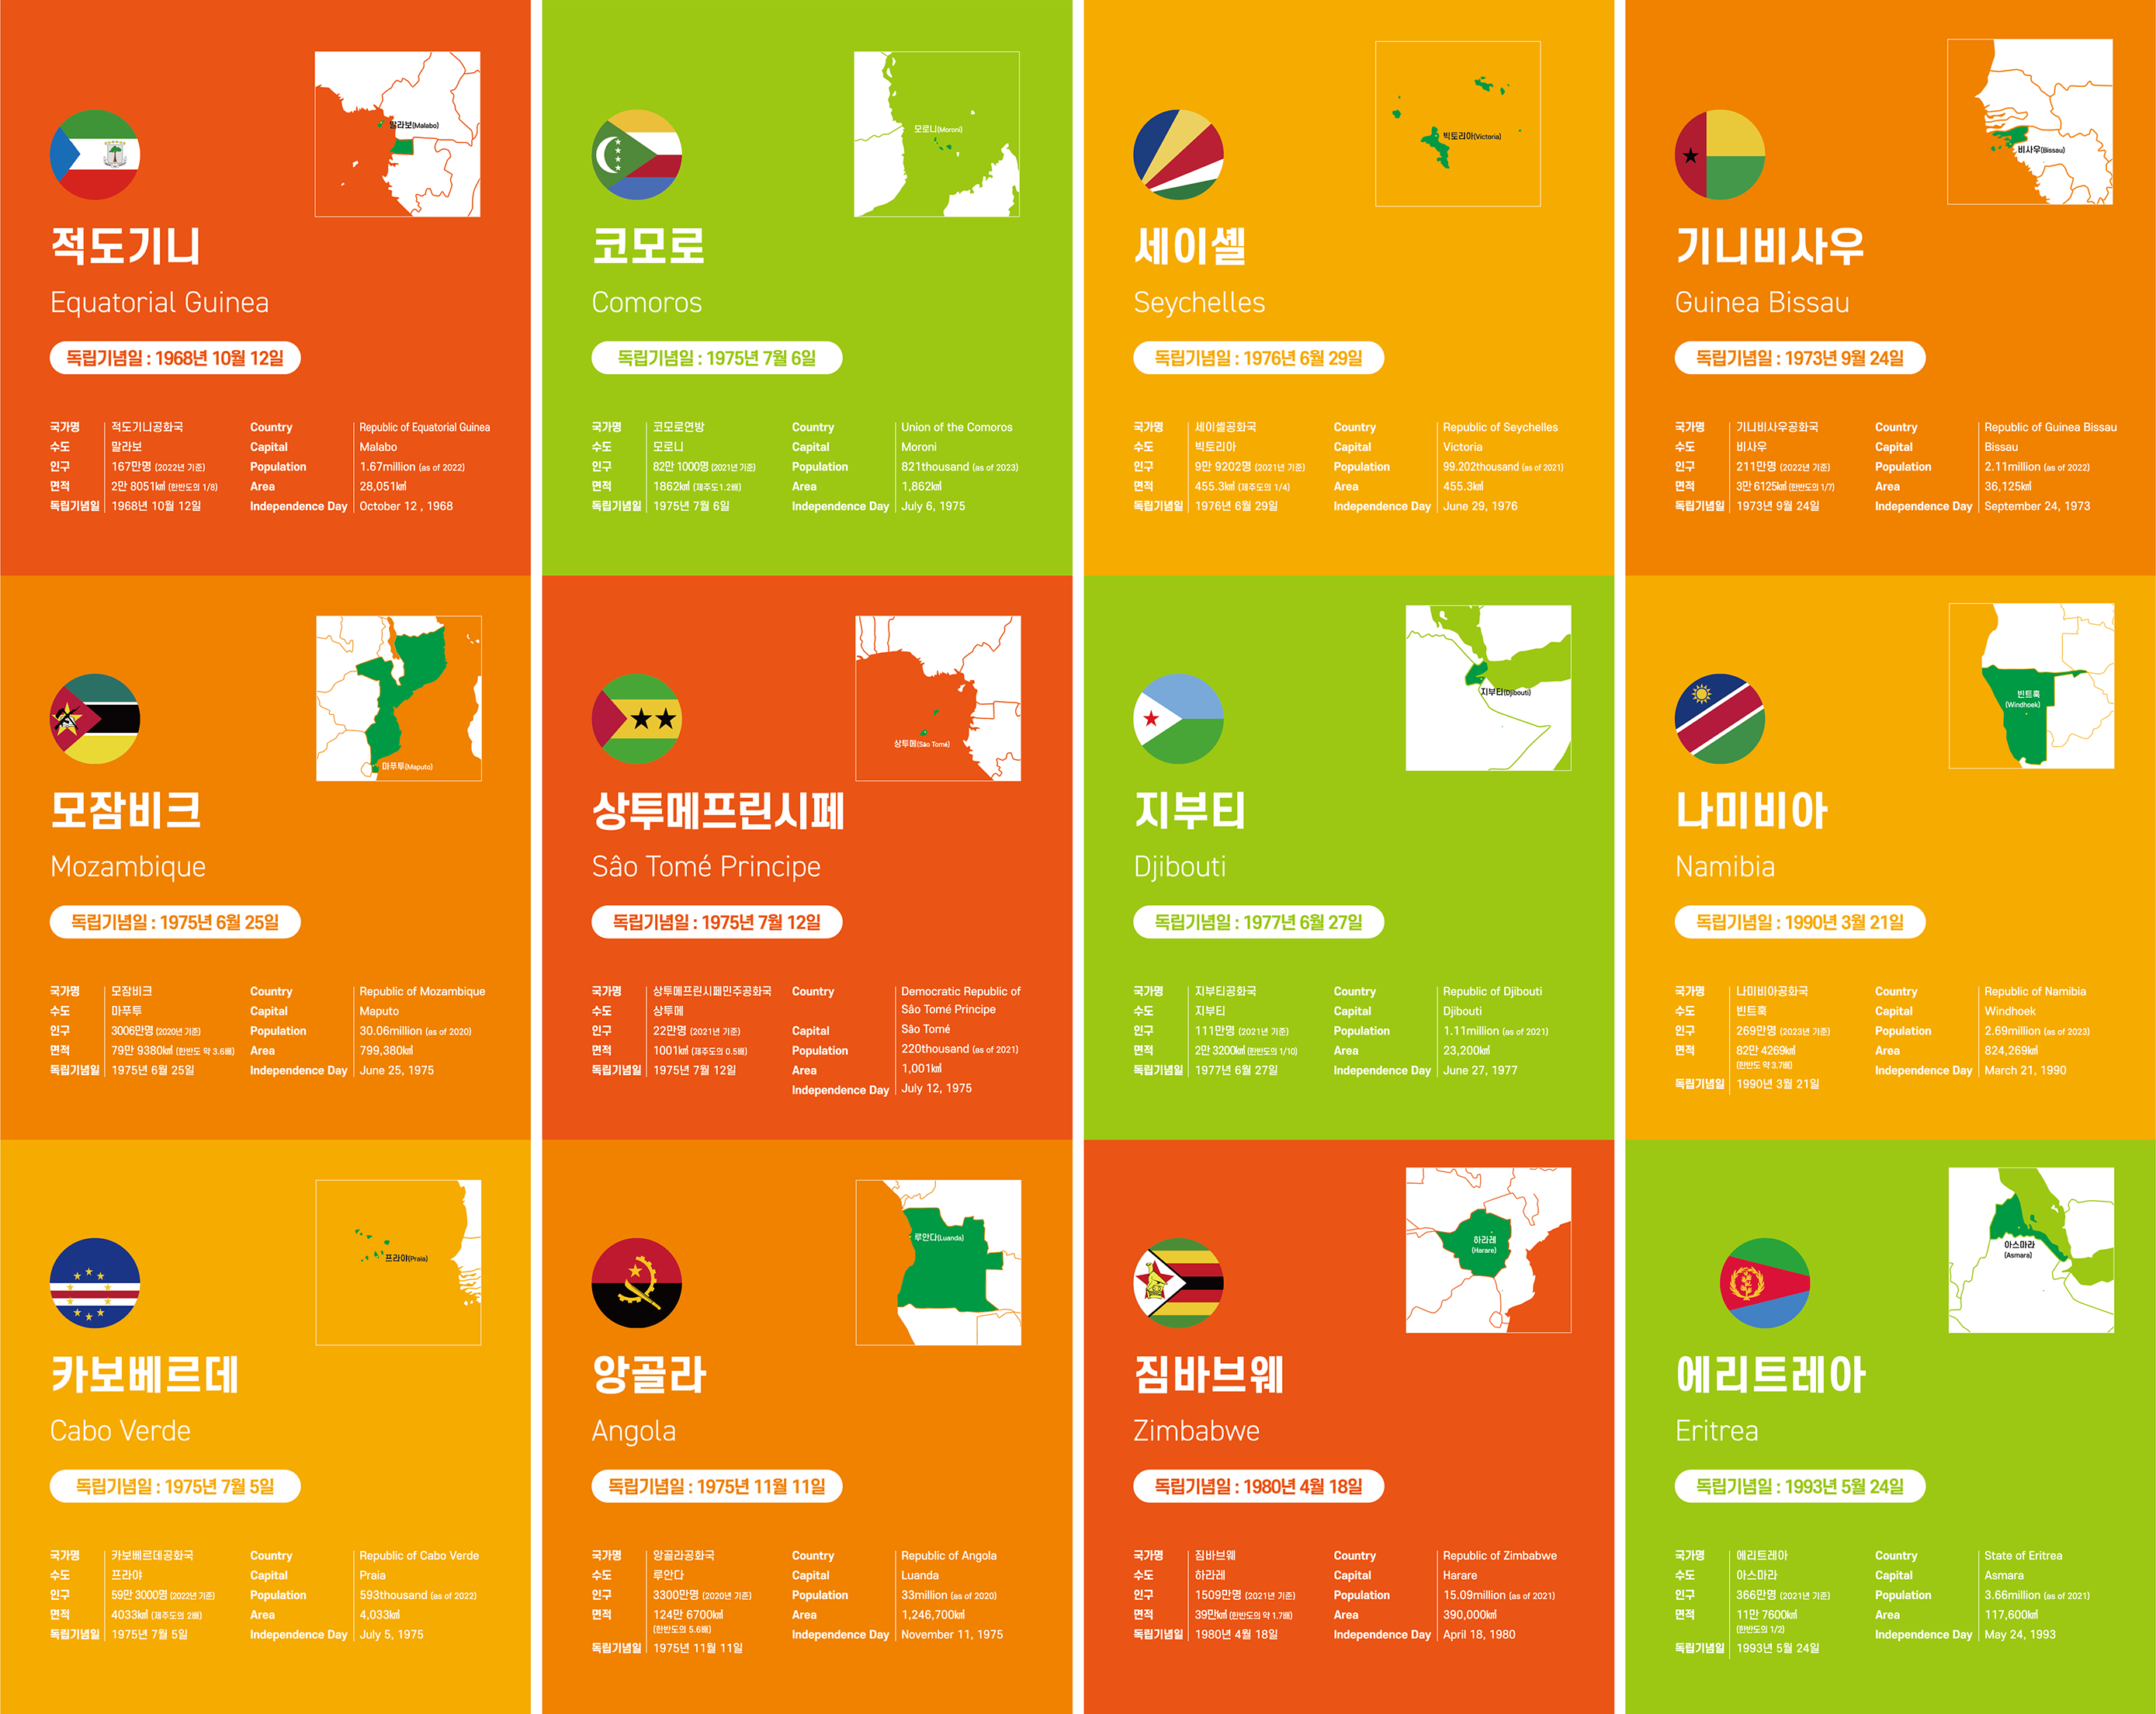 말라보(Malabo)
적도기니
Equatorial Guinea
독립기념일 : 1968년 10월 12일
국가명 적도기니공화국
수도 말라보
인구 167만명 (2022년 기준)
면적 2만 8051㎢ (한반도의 1/8)
독립기념일 1968년 10월 12일
Country Republic of Equatorial Guinea
Capital Malabo
Population 1.67million (as of 2022)
Area 28,051㎢
Independence Day October 12 , 1968
모로니(Moroni)
코모로
Comoros
독립기념일 : 1975년 7월 6일
국가명 코모로연방
수도 모로니
인구 82만 1000명 (2021년 기준)
면적 1862㎢ (제주도1.2배)
독립기념일 1975년 7월 6일
Country Union of the Comoros
Capital Moroni
Population 821thousand (as of 2023)
Area 1,862㎢
Independence Day July 6, 1975
빅토리아(Victoria)
세이셸
Seychelles
독립기념일 : 1976년 6월 29일
국가명 세이셸공화국
수도 빅토리아
인구 9만 9202명 (2021년 기준)
면적 455.3㎢ (제주도의 1/4)
독립기념일 1976년 6월 29일
Country Republic of Seychelles
Capital Victoria
Population 99.202thousand (as of 2021)
Area 455.3㎢
Independence Day June 29, 1976
비사우(Bissau)
기니비사우
Guinea Bissau
독립기념일 : 1973년 9월 24일
국가명 기니비사우공화국
수도 비사우
인구 211만명 (2022년 기준)
면적 3만 6125㎢ (한반도의 1/7)
독립기념일 1973년 9월 24일
Country Republic of Guinea Bissau
Capital Bissau
Population 2.11million (as of 2022)
Area 36,125㎢
Independence Day September 24, 1973
마푸투(Maputo)
모잠비크
Mozambique
독립기념일 : 1975년 6월 25일
국가명 모잠비크
수도 마푸투
인구 3006만명 (2020년 기준)
면적 79만 9380㎢ (한반도 약 3.6배)
독립기념일 1975년 6월 25일
Country Republic of Mozambique
Capital Maputo
Population 30.06million (as of 2020)
Area 799,380㎢
Independence Day June 25, 1975
상투메(São Tomé)
상투메프린시페
Sâo Tomé Principe
독립기념일 : 1975년 7월 12일
국가명 상투메프린시페민주공화국
수도 상투메
인구 22만명 (2021년 기준)
면적 1001㎢ (제주도의 0.5배)
독립기념일 1975년 7월 12일
Country Democratic Republic of
Sâo Tomé Principe
Capital Sâo Tomé
Population 220thousand (as of 2021)
Area 1,001㎢
Independence Day July 12, 1975
지부티(Djibouti)
지부티
Djibouti
독립기념일 : 1977년 6월 27일
국가명 지부티공화국
수도 지부티
인구 111만명 (2021년 기준)
면적 2만 3200㎢ (한반도의 1/10)
독립기념일 1977년 6월 27일
Country Republic of Djibouti
Capital Djibouti
Population 1.11million (as of 2021)
Area 23,200㎢
Independence Day June 27, 1977
빈트훅
(Windhoek)
나미비아
Namibia
독립기념일 : 1990년 3월 21일
국가명 나미비아공화국
수도 빈트훅
인구 269만명 (2023년 기준)
면적 82만 4269㎢
(한반도 약 3.7배)
독립기념일 1990년 3월 21일
Country Republic of Namibia
Capital Windhoek
Population 2.69million (as of 2023)
Area 824,269㎢
Independence Day March 21, 1990
프라야(Praia)
카보베르데
Cabo Verde
독립기념일 : 1975년 7월 5일
국가명 카보베르데공화국
수도 프라야
인구 59만 3000명 (2022년 기준)
면적 4033㎢ (제주도의 2배)
독립기념일 1975년 7월 5일
Country Republic of Cabo Verde
Capital Praia
Population 593thousand (as of 2022)
Area 4,033㎢
Independence Day July 5, 1975
루안다(Luanda)
앙골라
Angola
독립기념일 : 1975년 11월 11일
국가명 앙골라공화국
수도 루안다
인구 3300만명 (2020년 기준)
면적 124만 6700㎢
(한반도의 5.6배)
독립기념일 1975년 11월 11일
Country Republic of Angola
Capital Luanda
Population 33million (as of 2020)
Area 1,246,700㎢
Independence Day November 11, 1975
하라레
(Harare)
짐바브웨
Zimbabwe
독립기념일 : 1980년 4월 18일
국가명 짐바브웨
수도 하라레
인구 1509만명 (2021년 기준)
면적 39만㎢ (한반도의 약 1.7배)
독립기념일 1980년 4월 18일
Country Republic of Zimbabwe
Capital Harare
Population 15.09million (as of 2021)
Area 390,000㎢
Independence Day April 18, 1980
아스마라
(Asmara)
에리트레아
Eritrea
독립기념일 : 1993년 5월 24일
국가명 에리트레아
수도 아스마라
인구 366만명 (2021년 기준)
면적 11만 7600㎢
(한반도의 1/2)
독립기념일 1993년 5월 24일
Country State of Eritrea
Capital Asmara
Population 3.66million (as of 2021)
Area 117,600㎢
Independence Day May 24, 1993